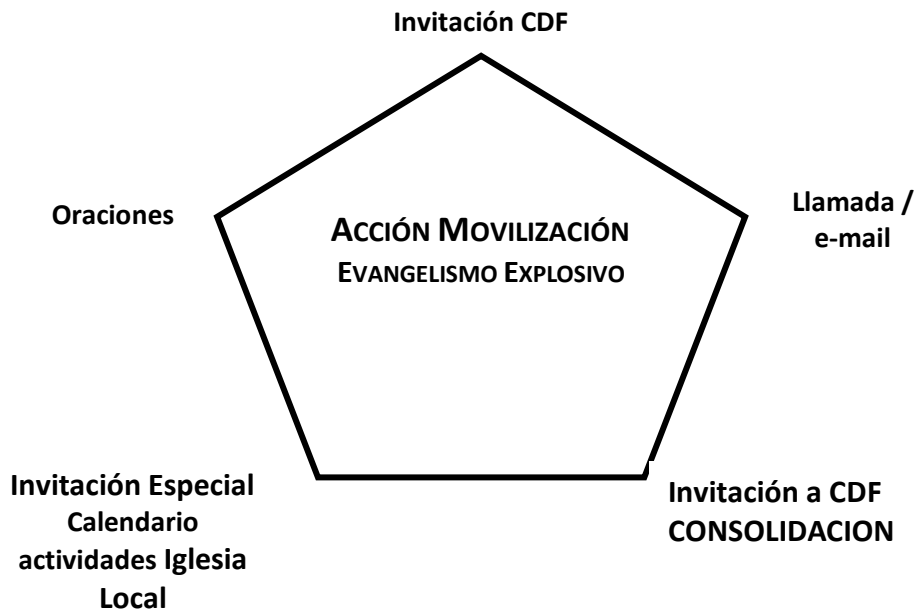 Invitación CDF
Oraciones
Llamada /
e-mail
ACCIÓN MOVILIZACIÓN
EVANGELISMO EXPLOSIVO
Invitación Especial
Calendario
actividades Iglesia
Local
Invitación a CDF
CONSOLIDACION